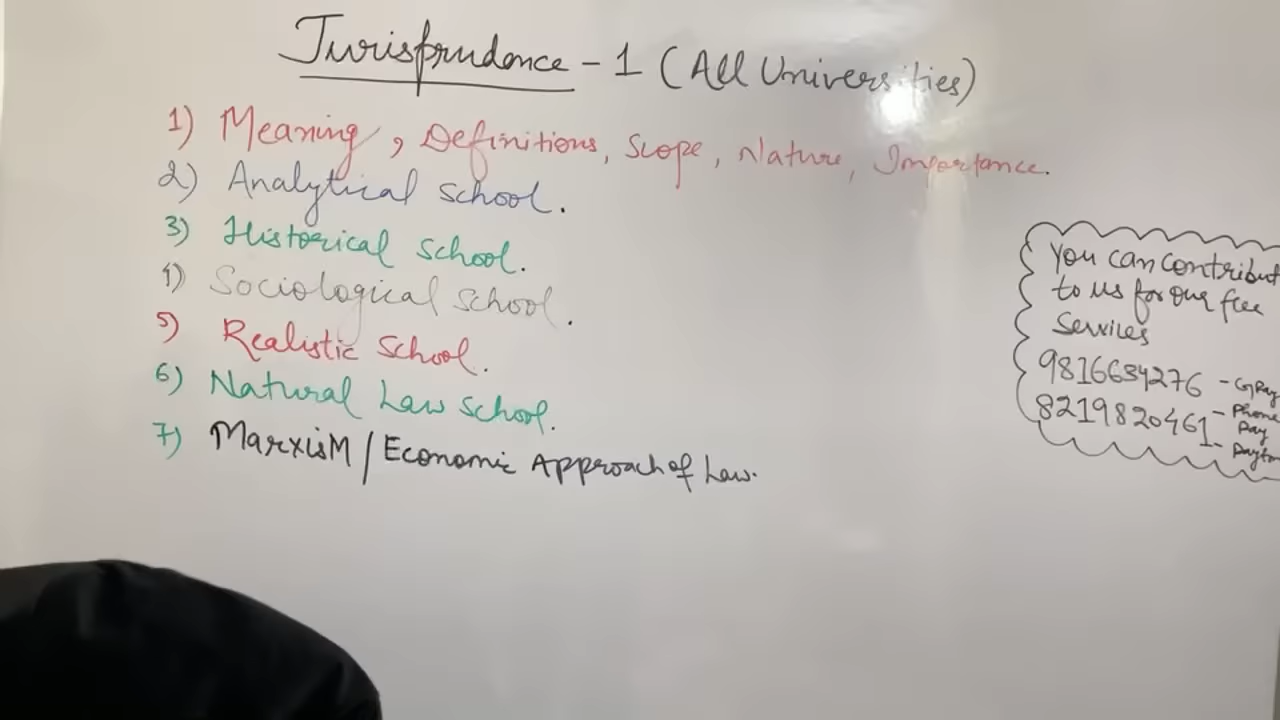 Jurisprudence - 1 (All Universities)
1) Meaning, Definitions, Scope, Nature, Importance.
2) Analytical School.
3) Historical School.
4) Sociological School.
5) Realistic School.
6) Natural Law School.
7) MarxisM / Economic Approach of Law.
You can contribut
to us for our free
Services
9816634276 - GPay
8219820461 - Phone
Pay
- Payt